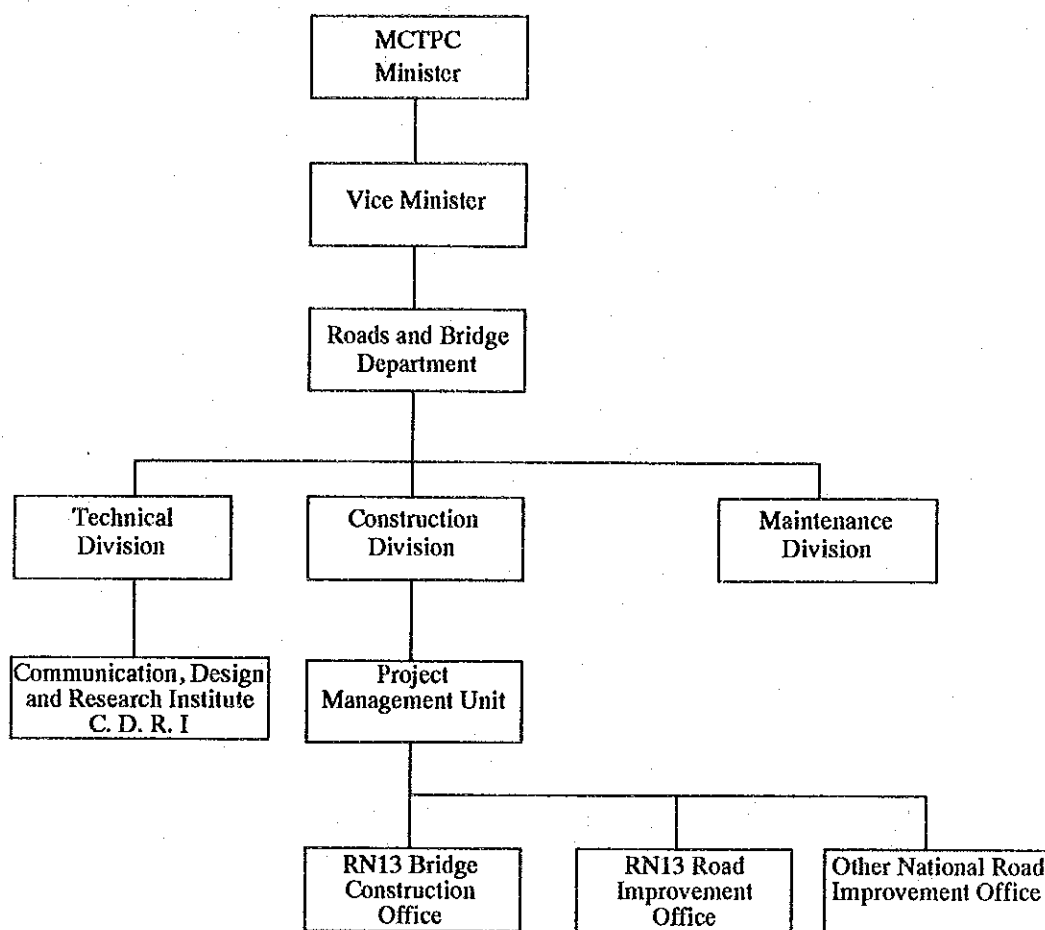 MCTPC
Minister
Vice Minister
Roads and Bridge
Department
Technical
Division
Construction
Division
Maintenance
Division
Communication, Design
and Research Institute
C. D. R. I
Project
Management Unit
RN13 Bridge
Construction
Office
RN13 Road
Improvement
Office
Other National Road
Improvement Office